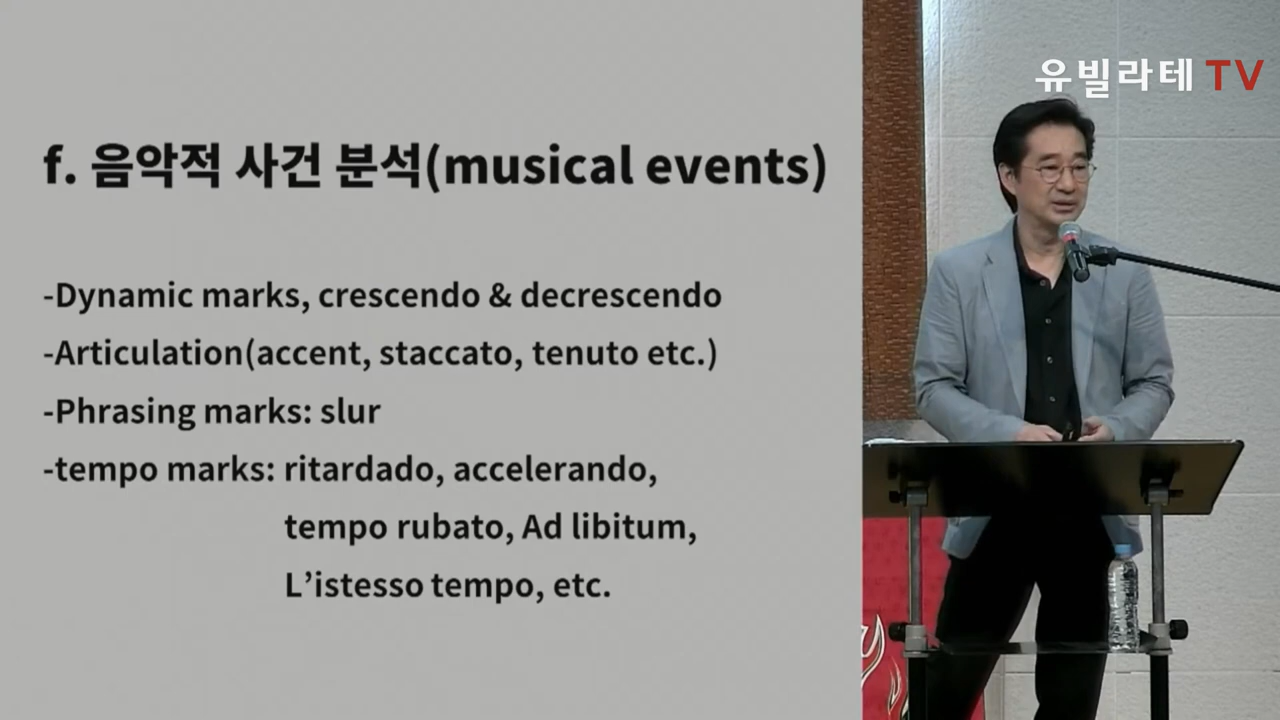 유빌라테 TV
f. 음악적 사건 분석(musical events)
-Dynamic marks, crescendo & decrescendo
-Articulation(accent, staccato, tenuto etc.)
-Phrasing marks: slur
-tempo marks: ritardado, accelerando,
tempo rubato, Ad libitum,
L’istesso tempo, etc.